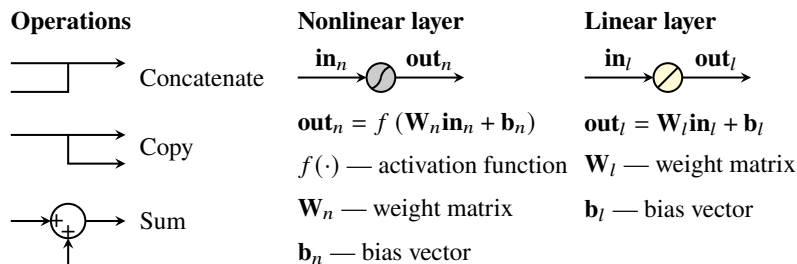 Operations
Concatenate
Copy
+
+
Sum
Nonlinear layer
in_n out_n
out_n = f (W_n in_n + b_n)
f(·) — activation function
W_n — weight matrix
b_n — bias vector
Linear layer
in_l out_l
out_l = W_l in_l + b_l
W_l — weight matrix
b_l — bias vector